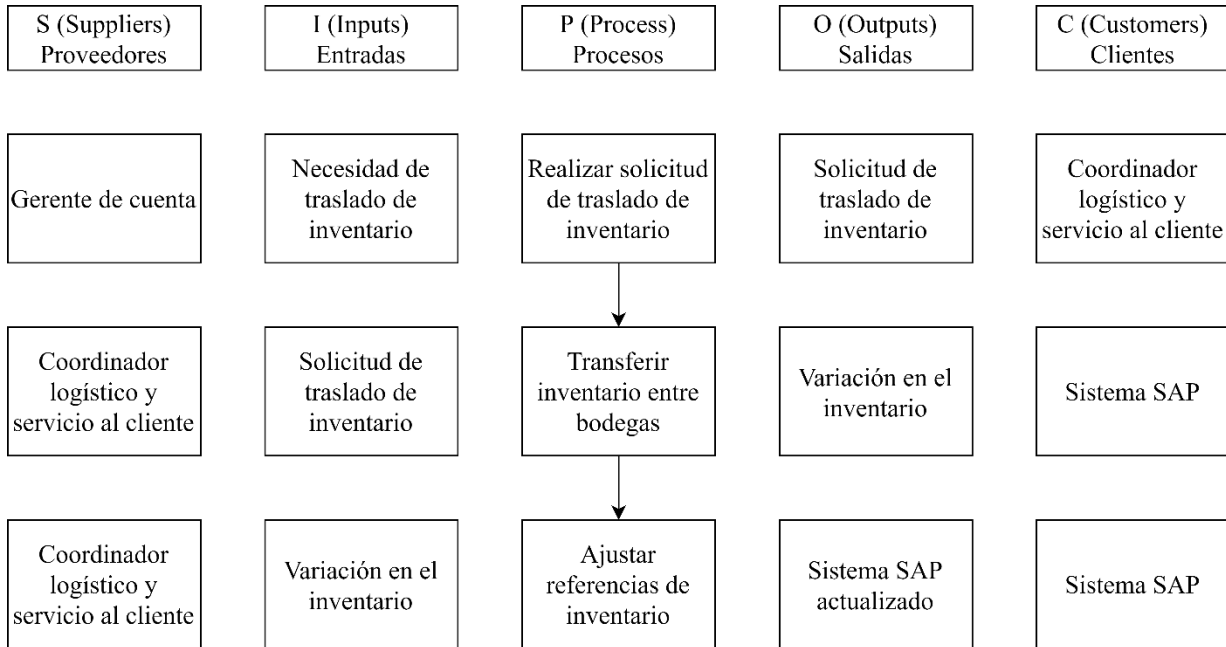 S (Suppliers)
Proveedores
I (Inputs)
Entradas
P (Process)
Procesos
O (Outputs)
Salidas
C (Customers)
Clientes
Gerente de cuenta
Necesidad de
traslado de
inventario
Realizar solicitud
de traslado de
inventario
Solicitud de
traslado de
inventario
Coordinador
logístico y
servicio al cliente
Coordinador
logístico y
servicio al cliente
Solicitud de
traslado de
inventario
Transferir
inventario entre
bodegas
Variación en el
inventario
Sistema SAP
Coordinador
logístico y
servicio al cliente
Variación en el
inventario
Ajustar
referencias de
inventario
Sistema SAP
actualizado
Sistema SAP